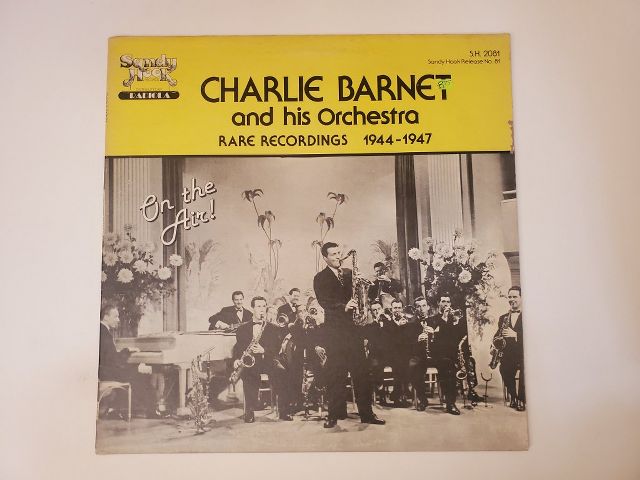 Sandy Hook
RADIOLA
S.H. 2081
Sandy Hook Release No. 81
CHARLIE BARNET
and his Orchestra
RARE RECORDINGS 1944-1947
On the
Air!